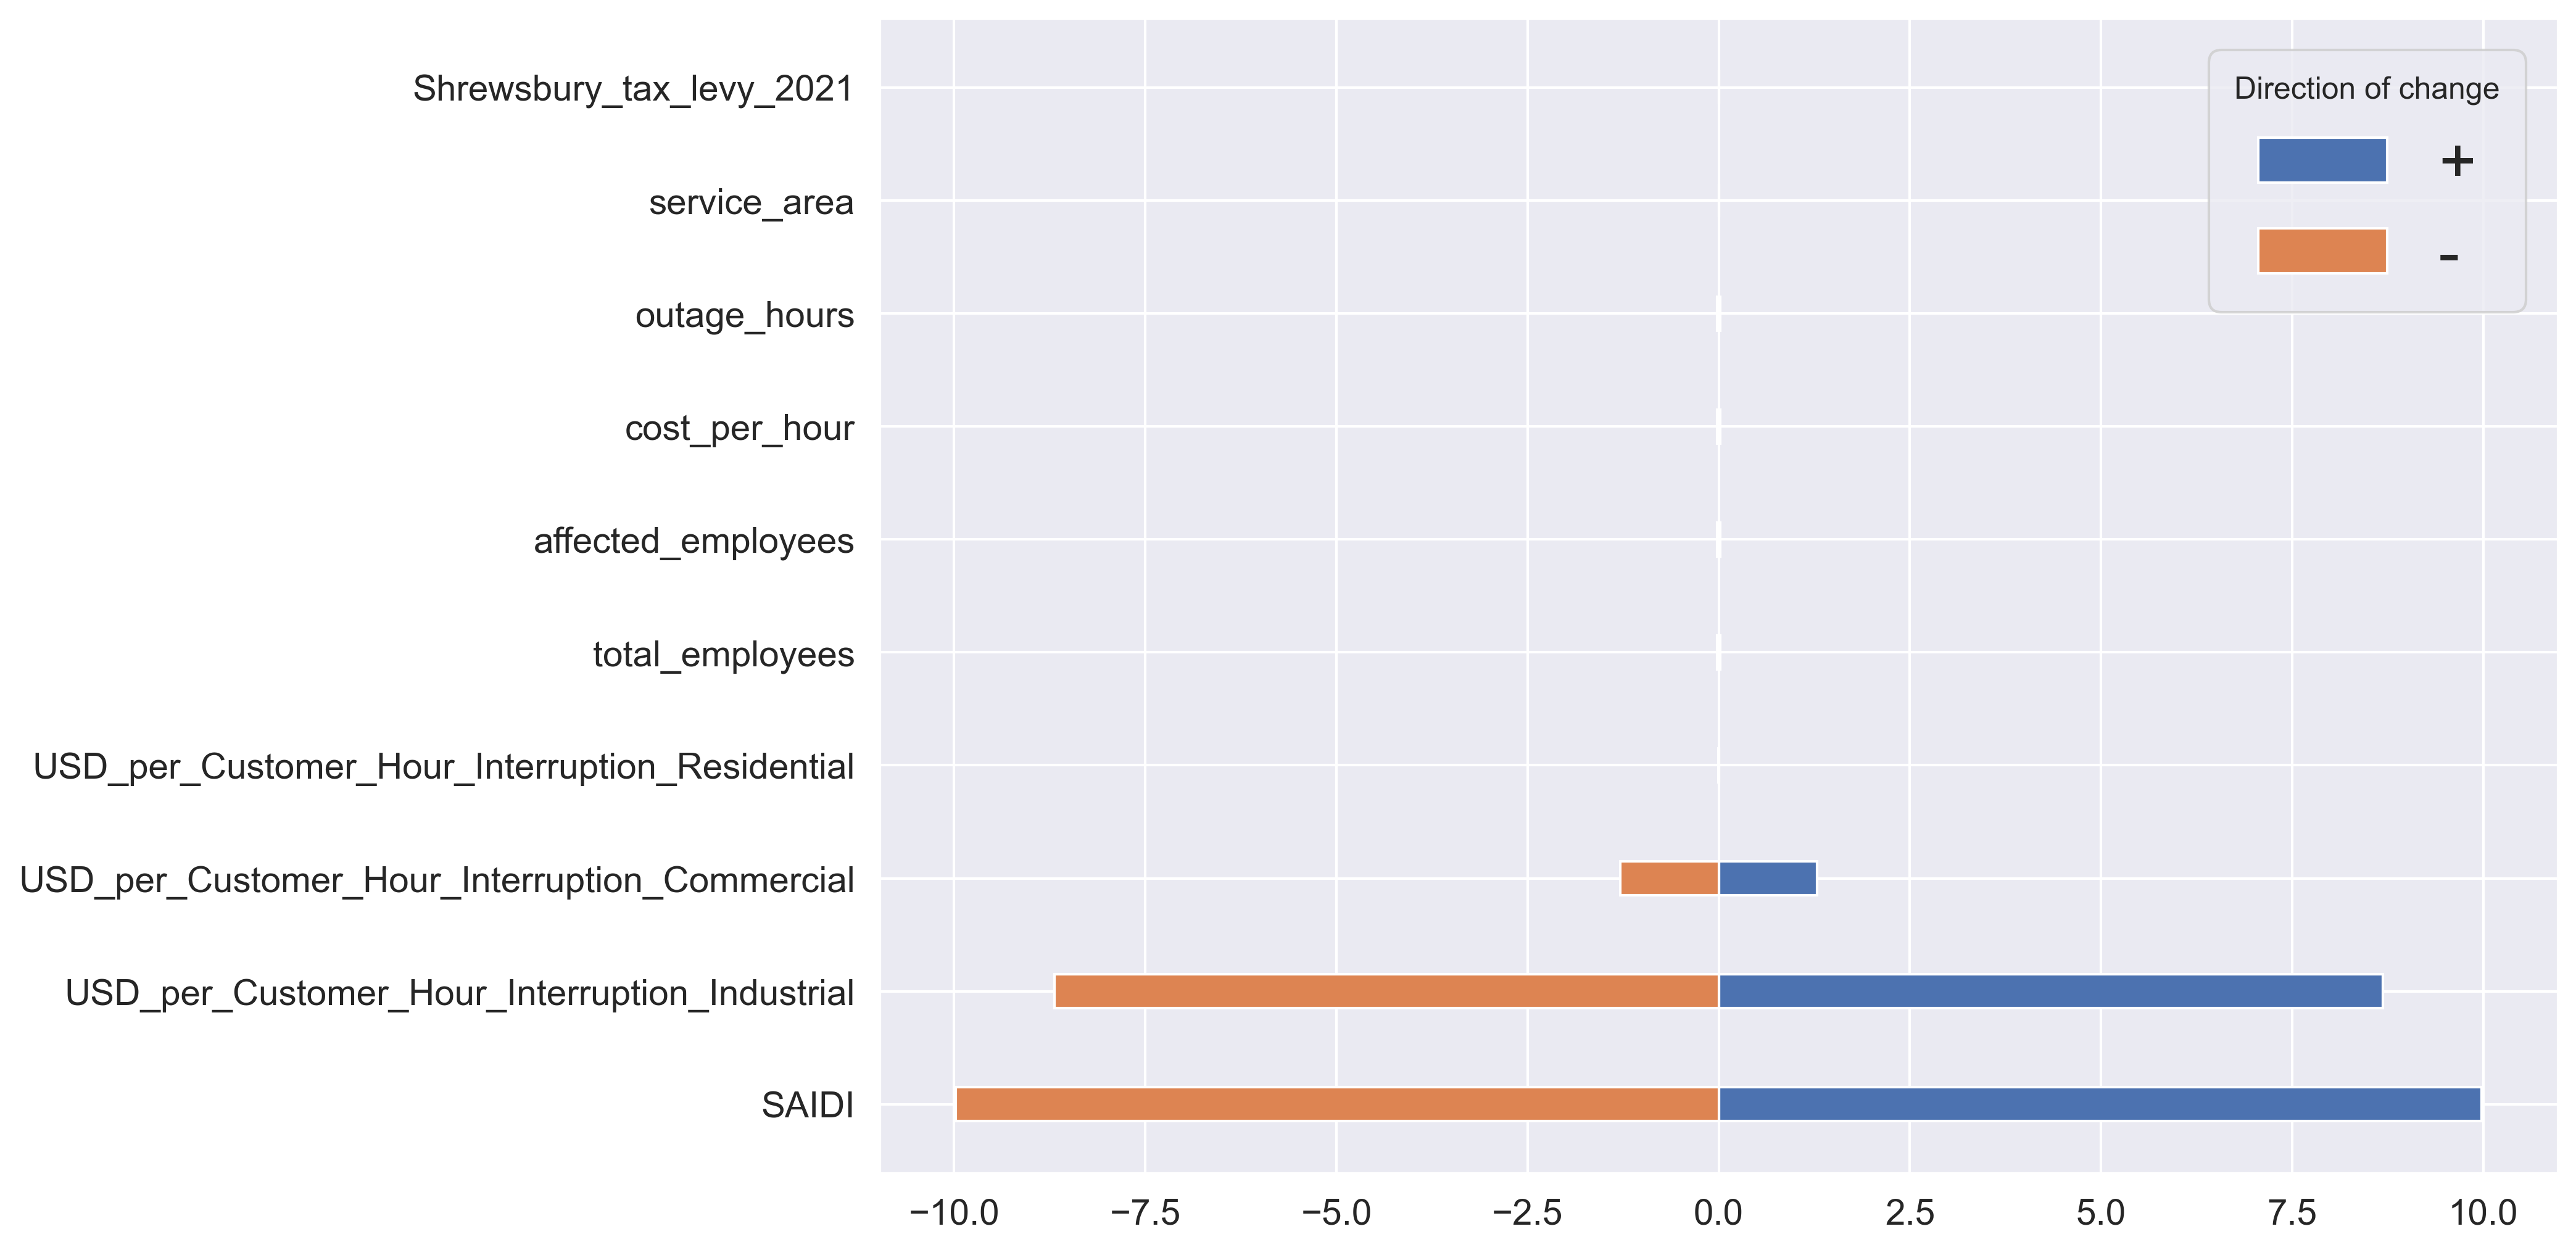 Shrewsbury_tax_levy_2021
service_area
outage_hours
cost_per_hour
affected_employees
total_employees
USD_per_Customer_Hour_Interruption_Residential
USD_per_Customer_Hour_Interruption_Commercial
USD_per_Customer_Hour_Interruption_Industrial
SAIDI
Direction of change
+
-
−10.0 −7.5 −5.0 −2.5 0.0 2.5 5.0 7.5 10.0